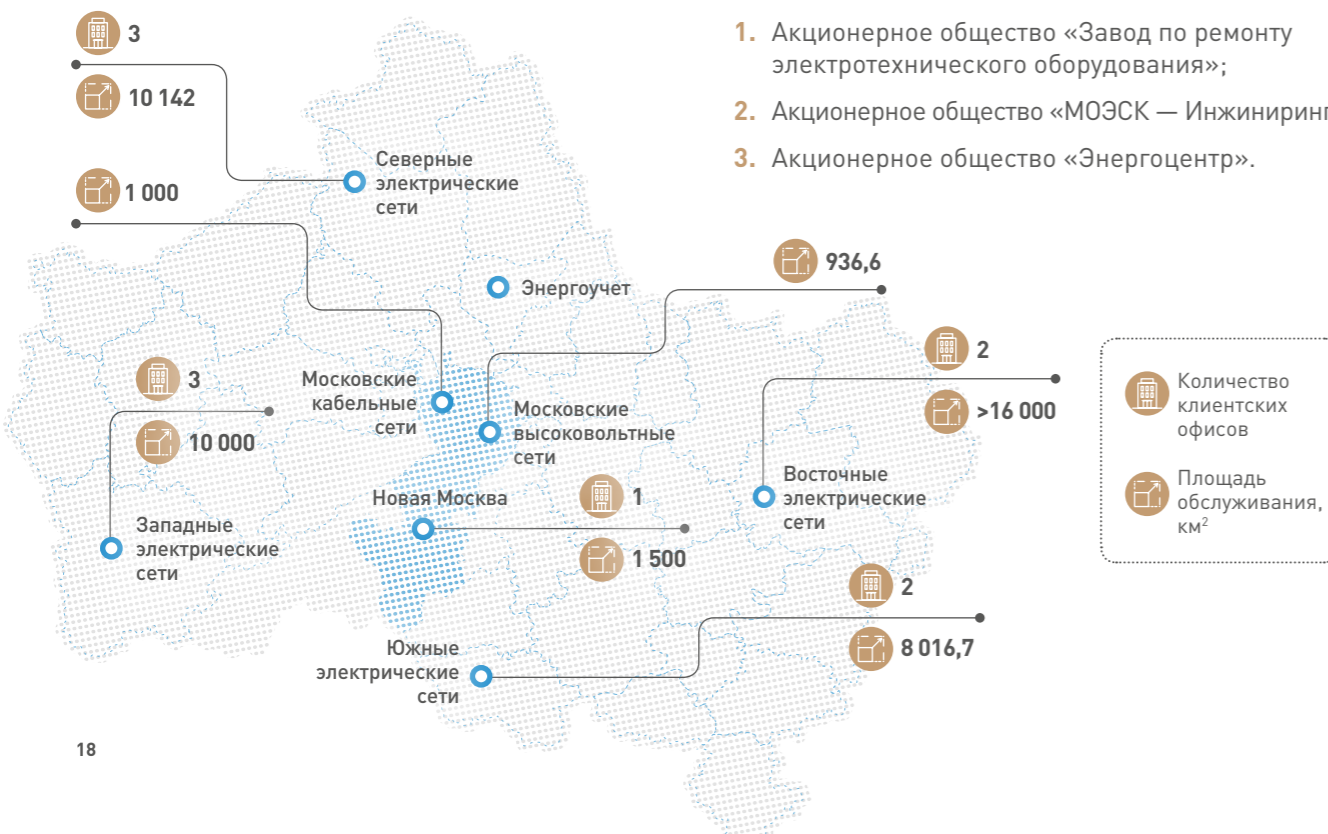 3
10 142
1 000
1. Акционерное общество «Завод по ремонту
электротехнического оборудования»;
2. Акционерное общество «МОЭСК — Инжиниринг
3. Акционерное общество «Энергоцентр».
Северные
электрические
сети
936,6
Энергоучет
2
>16 000
3
10 000
Московские
кабельные
сети
Московские
высоковольтные
сети
Количество
клиентских
офисов
Площадь
обслуживания,
км²
Новая Москва
1
1 500
Восточные
электрические
сети
Западные
электрические
сети
2
8 016,7
Южные
электрические
сети
18